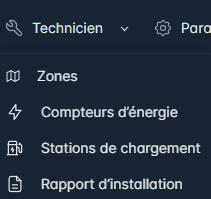 Technicien Para
Zones
Compteurs d'énergie
Stations de chargement
Rapport d'installation